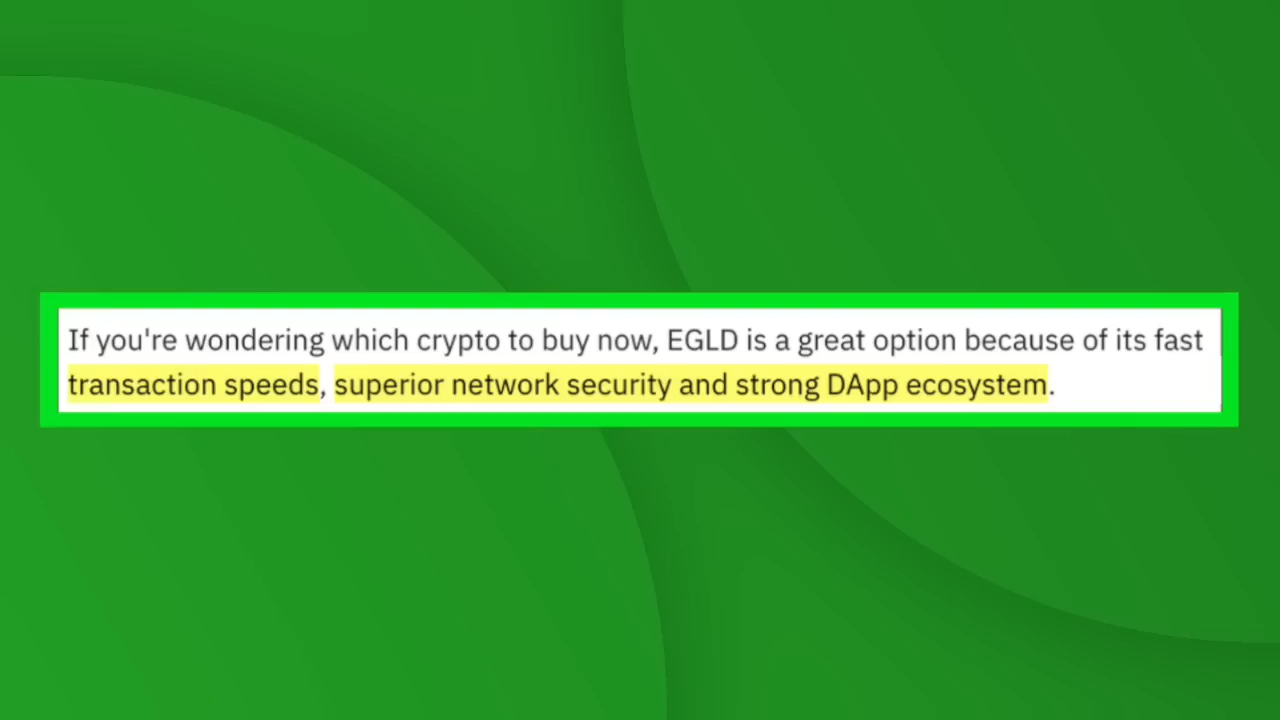 If you're wondering which crypto to buy now, EGLD is a great option because of its fast
transaction speeds, superior network security and strong DApp ecosystem.